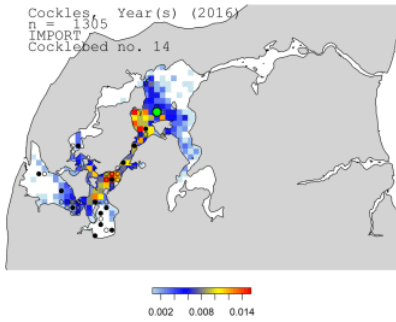 Cockles, Year(s) (2016)
n = 1305
IMPORT
Cocklebed no. 14
0.002 0.008 0.014